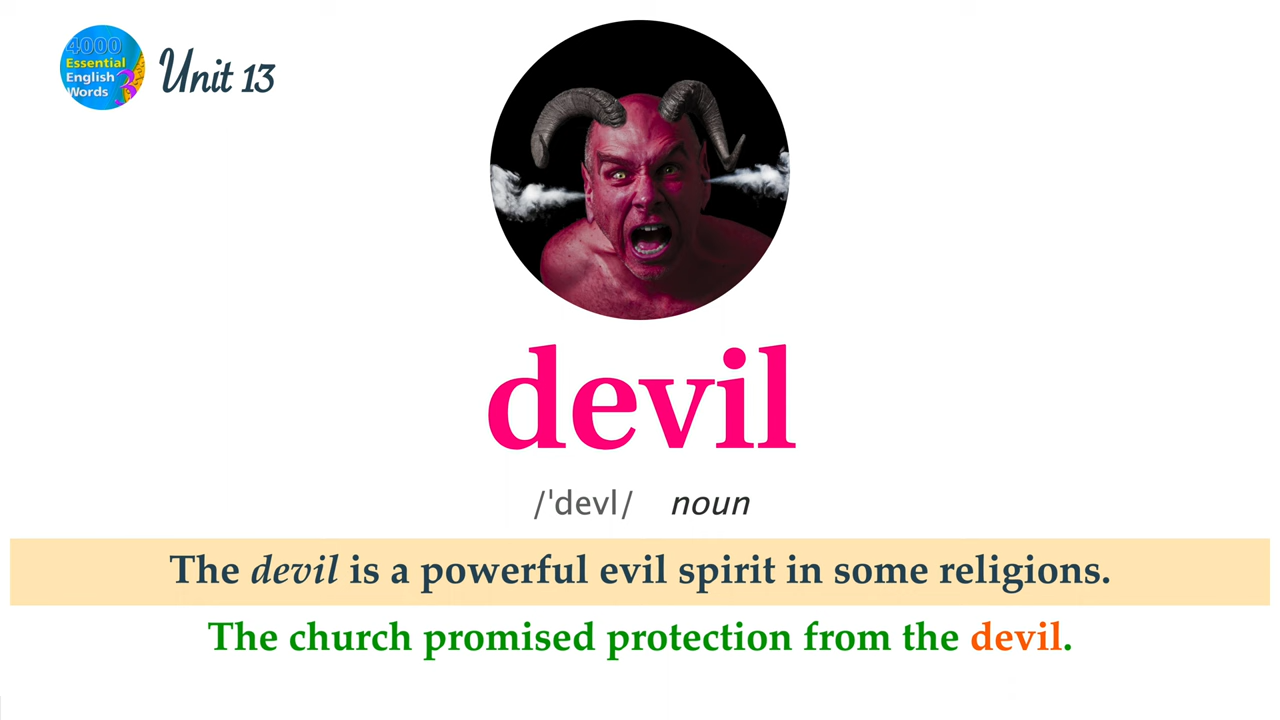 4000
Essential
English
Words 3
Unit 13
devil
/ˈdevl/ noun
The devil is a powerful evil spirit in some religions.
The church promised protection from the devil.